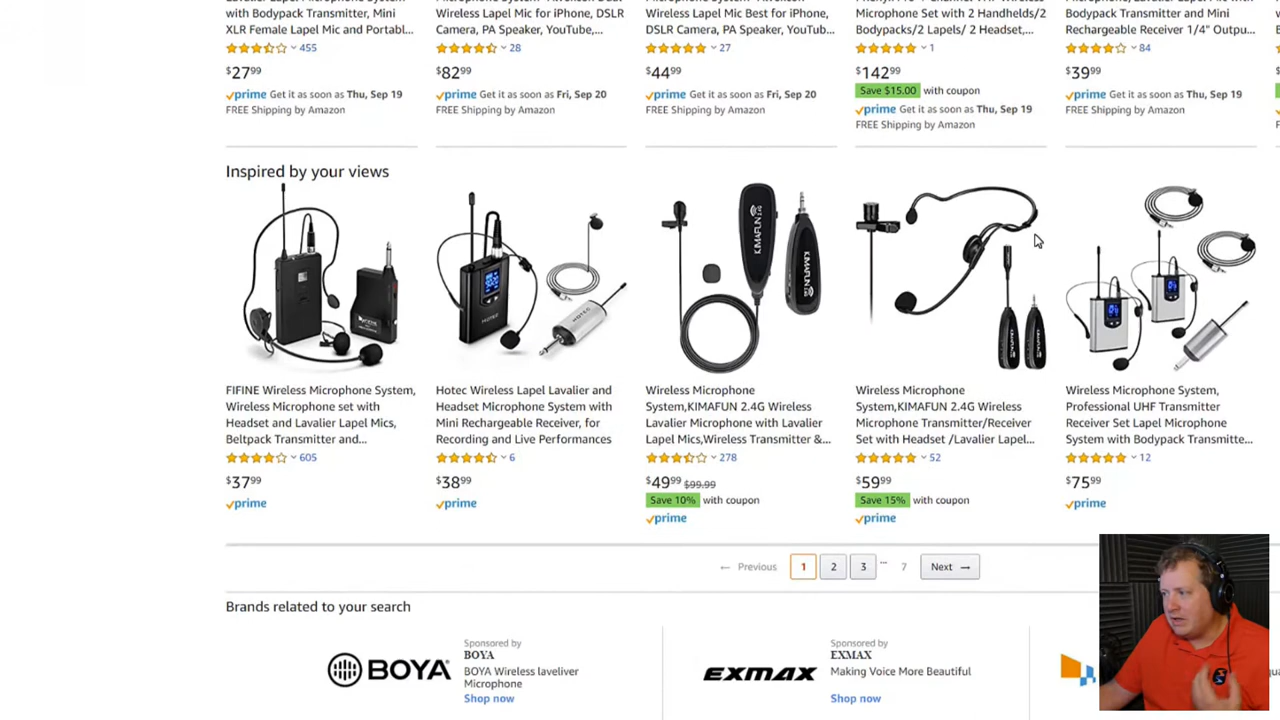 Lavalier Lapel Microphone System
with Bodypack Transmitter, Mini
XLR Female Lapel Mic and Portabl...
455
$27.99
prime Get it as soon as Thu, Sep 19
FREE Shipping by Amazon
Wireless Lapel Mic for iPhone, DSLR
Camera, PA Speaker, YouTube,...
28
$82.99
prime Get it as soon as Fri, Sep 20
FREE Shipping by Amazon
Wireless Lapel Mic Best for iPhone,
DSLR Camera, PA Speaker, YouTub...
27
$44.99
prime Get it as soon as Fri, Sep 20
FREE Shipping by Amazon
Microphone Set with 2 Handhelds/2
Bodypacks/2 Lapels/ 2 Headset,...
1
$142.99
Save $15.00 with coupon
prime Get it as soon as Thu, Sep 19
FREE Shipping by Amazon
with Bodypack Transmitter and Mini
Rechargeable Receiver 1/4" Outpu...
84
$39.99
prime Get it as soon as Thu, Sep 19
FREE Shipping by Amazon
Inspired by your views
HOTEC
KIMAFUN 2.4G
KIMAFUN 2.4G
FIFINE Wireless Microphone System,
Wireless Microphone set with
Headset and Lavalier Lapel Mics,
Beltpack Transmitter and...
605
$37.99
prime
Hotec Wireless Lapel Lavalier and
Headset Microphone System with
Mini Rechargeable Receiver, for
Recording and Live Performances
6
$38.99
prime
Wireless Microphone
System,KIMAFUN 2.4G Wireless
Lavalier Microphone with Lavalier
Lapel Mics,Wireless Transmitter &...
278
$49.99 $99.99
Save 10% with coupon
prime
Wireless Microphone
System,KIMAFUN 2.4G Wireless
Microphone Transmitter/Receiver
Set with Headset /Lavalier Lapel...
52
$59.99
Save 15% with coupon
prime
Wireless Microphone System,
Professional UHF Transmitter
Receiver Set Lapel Microphone
System with Bodypack Transmitte...
12
$75.99
prime
← Previous 1 2 3 ... 7 Next →
Brands related to your search
BOYA
Sponsored by
BOYA
BOYA Wireless laveliver
Microphone
Shop now
EXMAX
Sponsored by
EXMAX
Making Voice More Beautiful
Shop now